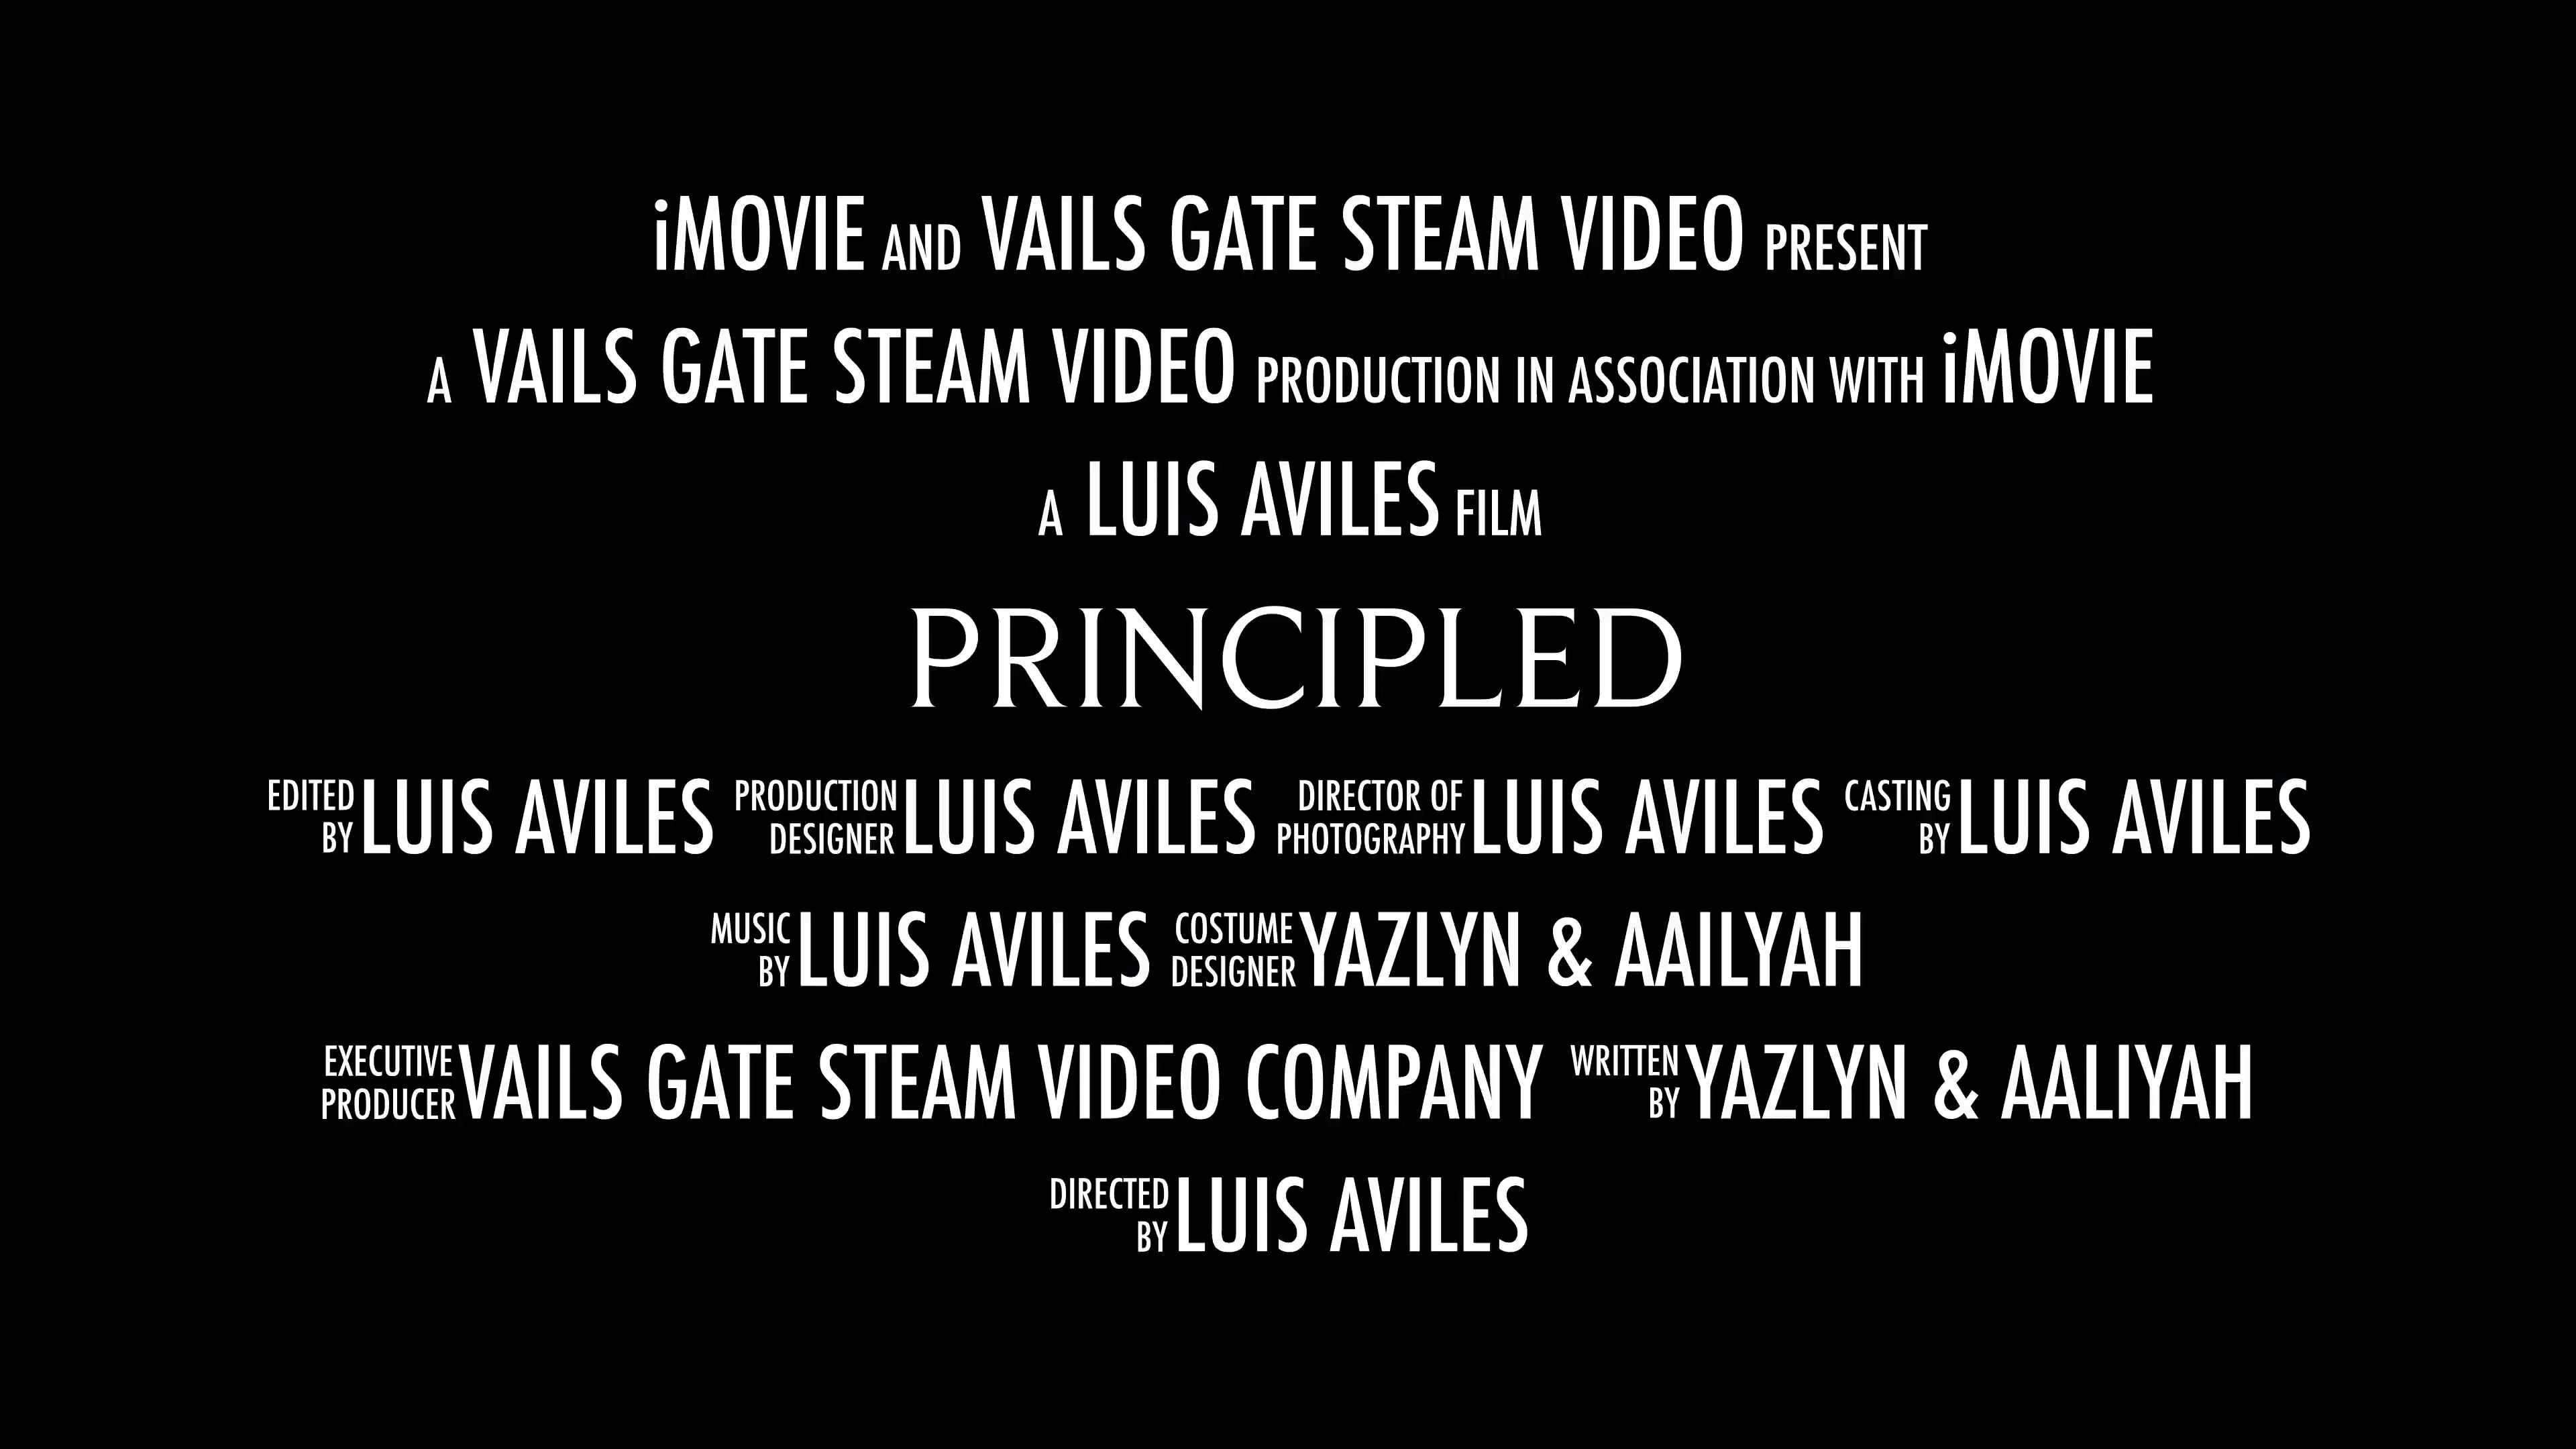 iMOVIE AND VAILS GATE STEAM VIDEO PRESENT
A VAILS GATE STEAM VIDEO PRODUCTION IN ASSOCIATION WITH iMOVIE
A LUIS AVILES FILM
PRINCIPLED
EDITED BY LUIS AVILES PRODUCTION DESIGNER LUIS AVILES DIRECTOR OF PHOTOGRAPHY LUIS AVILES CASTING BY LUIS AVILES
MUSIC BY LUIS AVILES COSTUME DESIGNER YAZLYN & AAILYAH
EXECUTIVE PRODUCER VAILS GATE STEAM VIDEO COMPANY WRITTEN BY YAZLYN & AALIYAH
DIRECTED BY LUIS AVILES